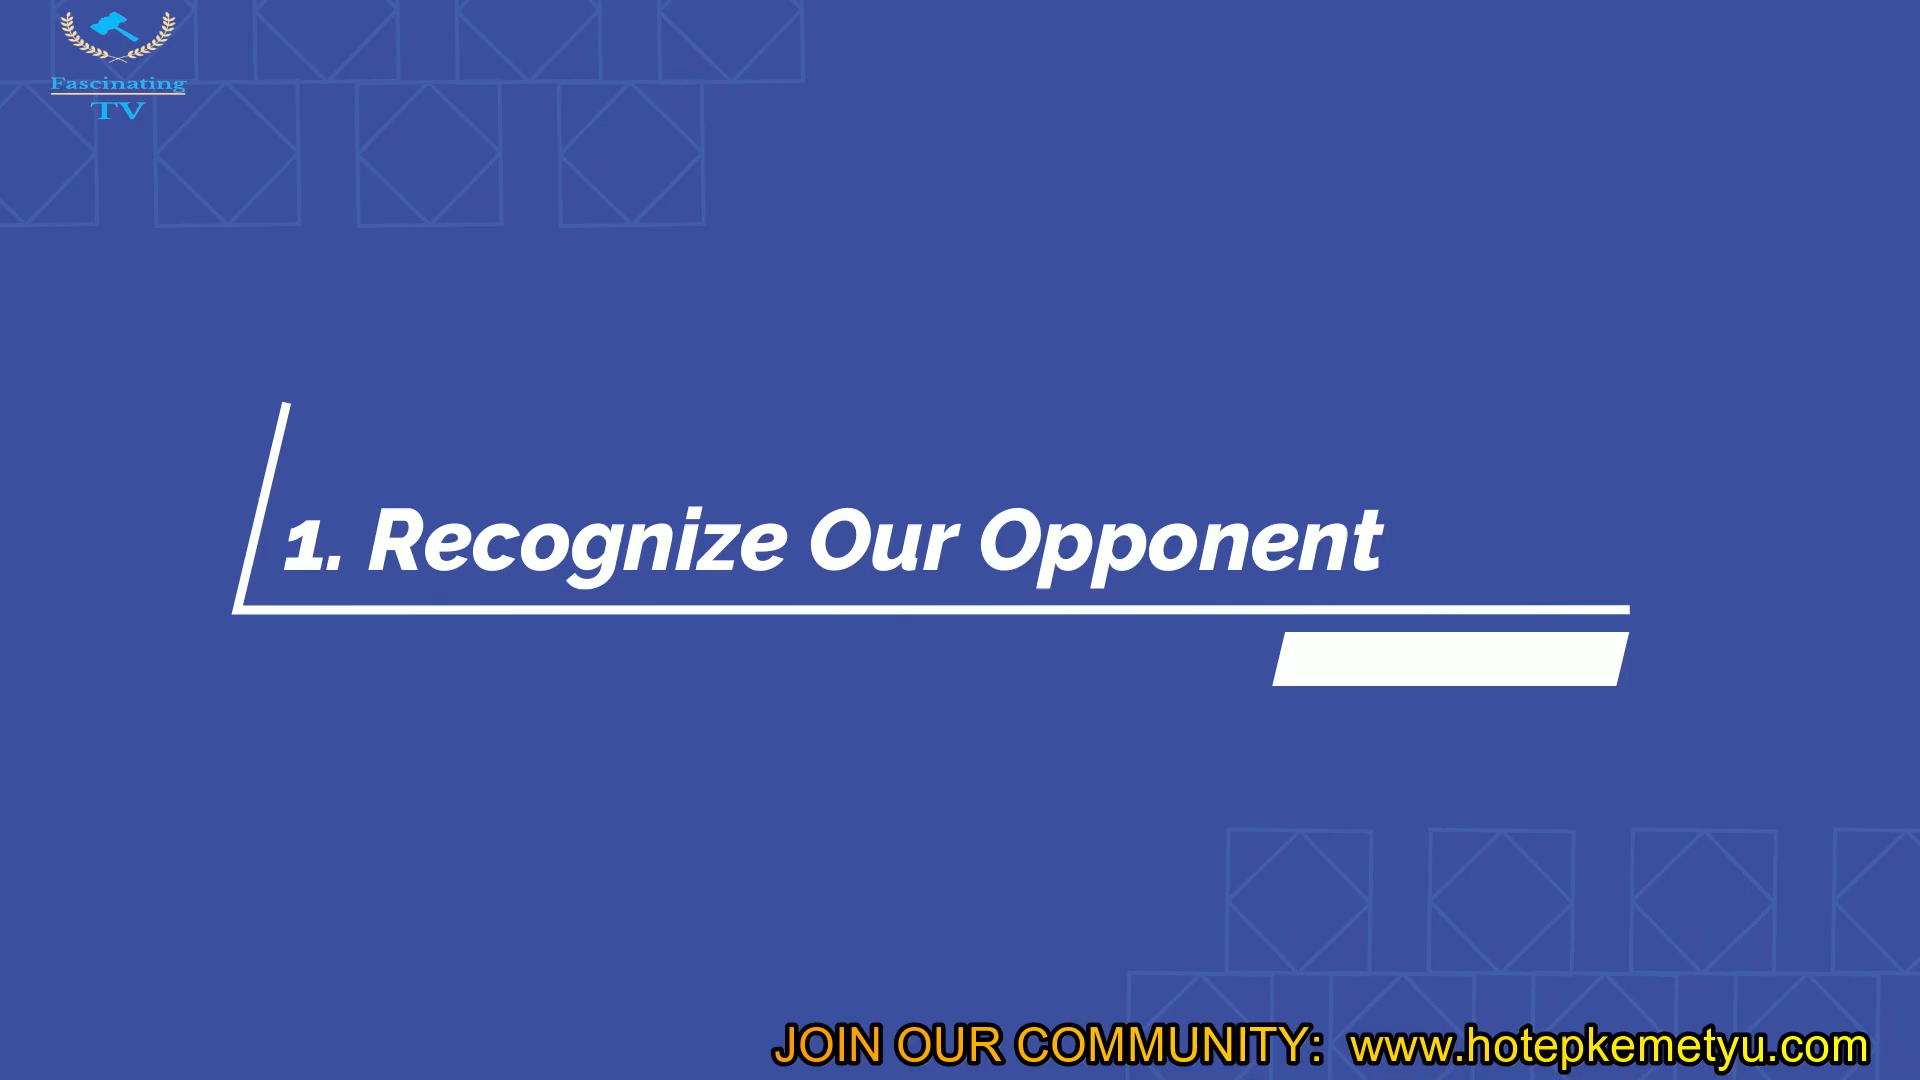 Fascinating
TV
1. Recognize Our Opponent
JOIN OUR COMMUNITY: www.hotepkemetyu.com